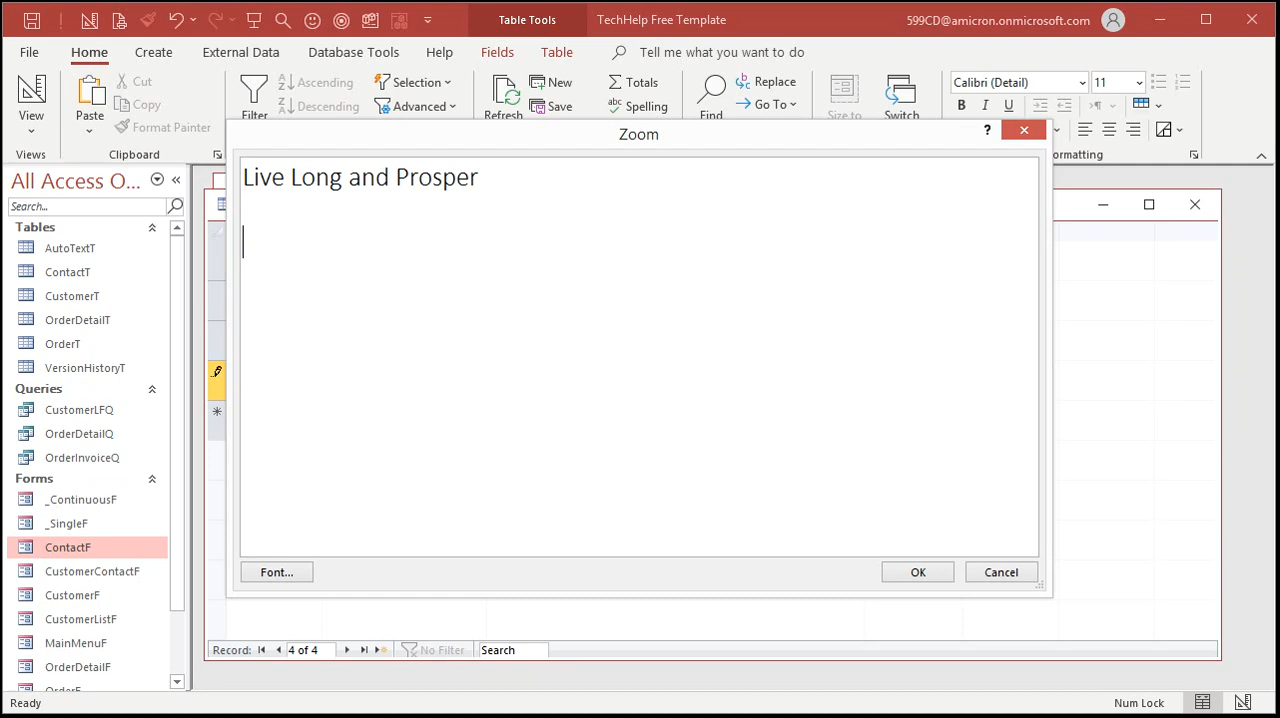 Table Tools
TechHelp Free Template
599CD@amicron.onmicrosoft.com
File
Home
Create
External Data
Database Tools
Help
Fields
Table
Tell me what you want to do
View
Views
Paste
Cut
Copy
Format Painter
Clipboard
Filter
Ascending
Descending
Selection
Advanced
Refresh
New
Save
Totals
Spelling
Find
Replace
Go To
Size to
Switch
Calibri (Detail)
11
B I U
ormatting
All Access O...
Search...
Tables
AutoTextT
ContactT
CustomerT
OrderDetailT
OrderT
VersionHistoryT
Queries
CustomerLFQ
OrderDetailQ
OrderInvoiceQ
Forms
_ContinuousF
_SingleF
ContactF
CustomerContactF
CustomerF
CustomerListF
MainMenuF
OrderDetailF
OrderF
Zoom
?
Live Long and Prosper
Font...
OK
Cancel
Record:
4 of 4
No Filter
Search
Ready
Num Lock